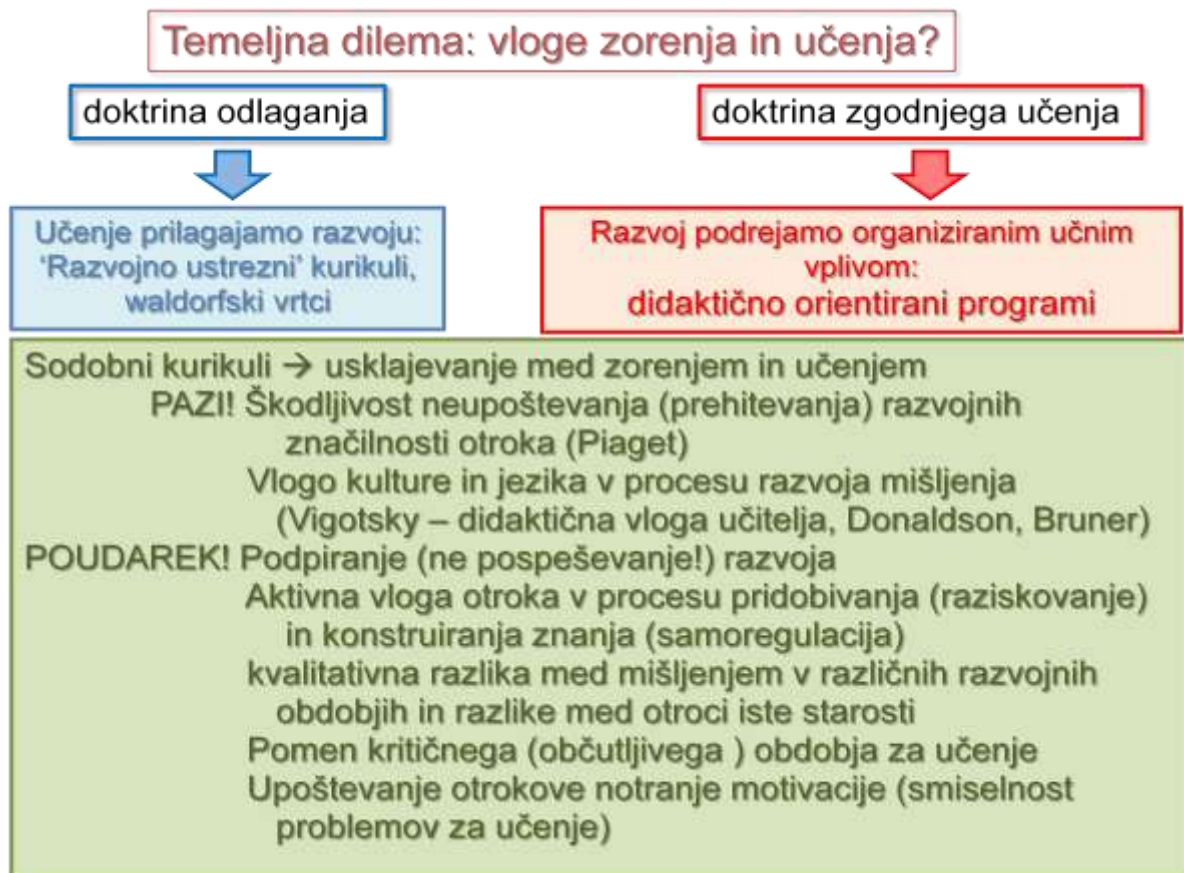 Temeljna dilema: vloge zorenja in učenja?
doktrina odlaganja
doktrina zgodnjega učenja
Učenje prilagajamo razvoju:
‘Razvojno ustrezni’ kurikuli,
waldorfski vrtci
Razvoj podrejamo organiziranim učnim
vplivom:
didaktično orientirani programi
Sodobni kurikuli → usklajevanje med zorenjem in učenjem
PAZI! Škodljivost neupoštevanja (prehitevanja) razvojnih
značilnosti otroka (Piaget)
Vlogo kulture in jezika v procesu razvoja mišljenja
(Vigotsky – didaktična vloga učitelja, Donaldson, Bruner)
POUDAREK! Podpiranje (ne pospeševanje!) razvoja
Aktivna vloga otroka v procesu pridobivanja (raziskovanje)
in konstruiranja znanja (samoregulacija)
kvalitativna razlika med mišljenjem v različnih razvojnih
obdobjih in razlike med otroci iste starosti
Pomen kritičnega (občutljivega ) obdobja za učenje
Upoštevanje otrokove notranje motivacije (smiselnost
problemov za učenje)